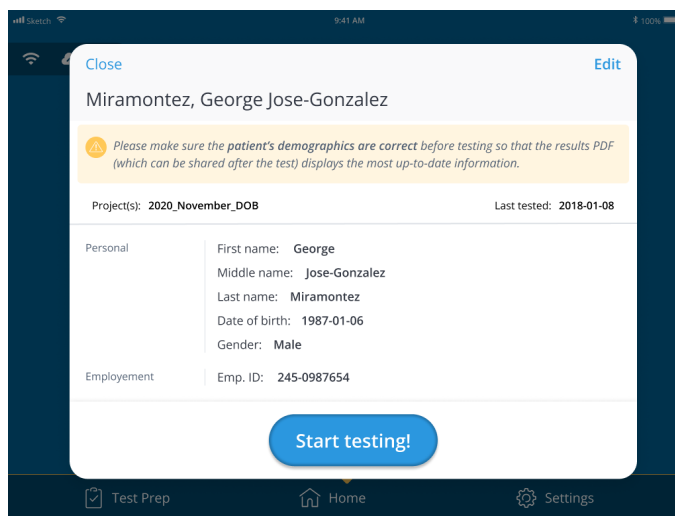 Sketch
9:41 AM
100%
Close
Edit
Miramontez, George Jose-Gonzalez
Please make sure the patient's demographics are correct before testing so that the results PDF
(which can be shared after the test) displays the most up-to-date information.
Project(s): 2020_November_DOB
Last tested: 2018-01-08
Personal
First name: George
Middle name: Jose-Gonzalez
Last name: Miramontez
Date of birth: 1987-01-06
Gender: Male
Employement
Emp. ID: 245-0987654
Start testing!
Test Prep
Home
Settings